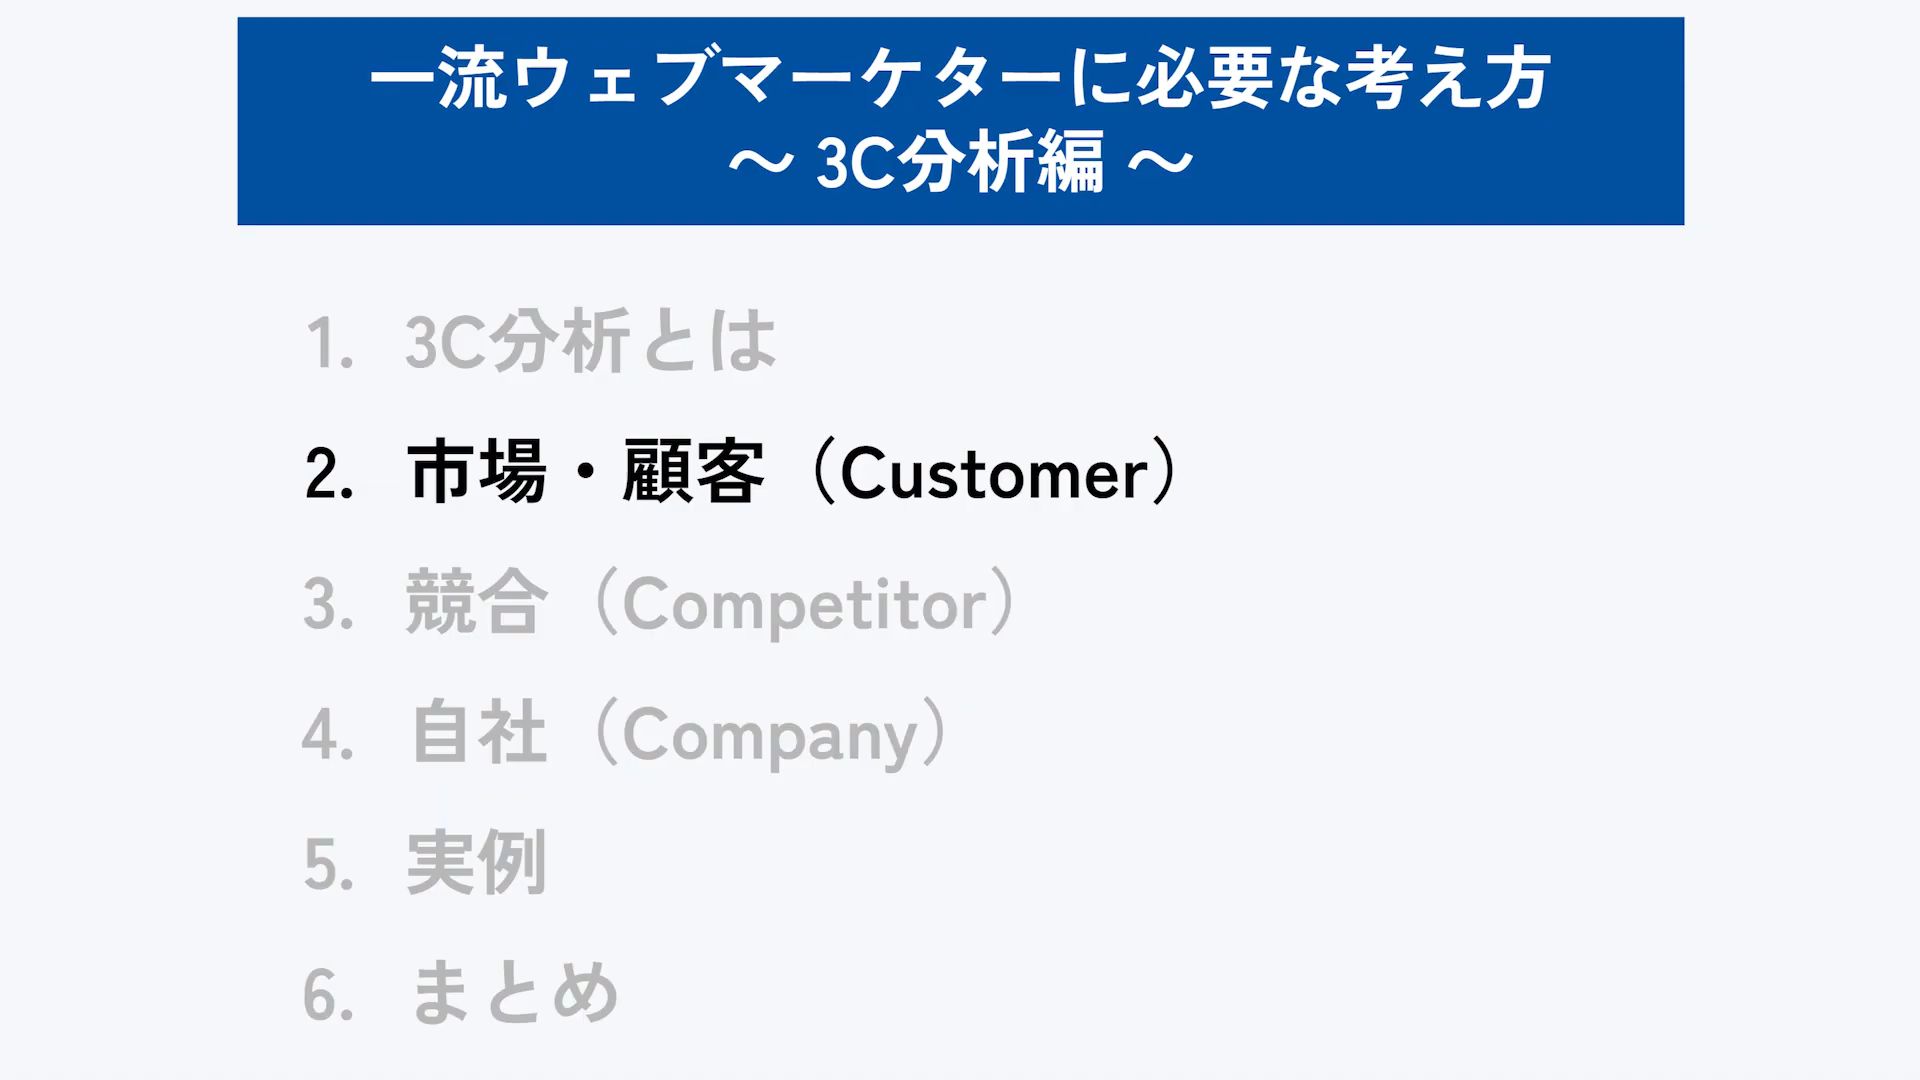 一流ウェブマーケターに必要な考え方
～ 3C分析編 ～
1. 3C分析とは
2. 市場・顧客（Customer）
3. 競合（Competitor）
4. 自社（Company）
5. 実例
6. まとめ